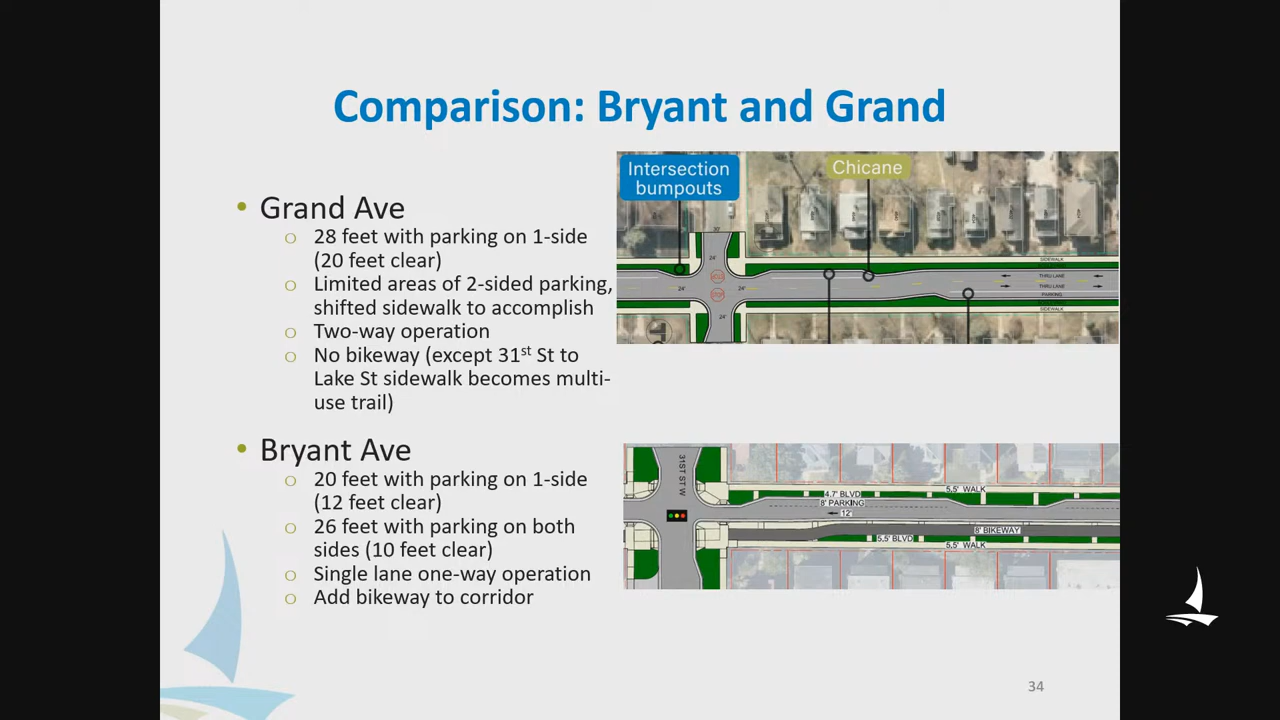 Comparison: Bryant and Grand
• Grand Ave
o 28 feet with parking on 1-side
(20 feet clear)
o Limited areas of 2-sided parking,
shifted sidewalk to accomplish
o Two-way operation
o No bikeway (except 31st St to
Lake St sidewalk becomes multi-
use trail)
• Bryant Ave
o 20 feet with parking on 1-side
(12 feet clear)
o 26 feet with parking on both
sides (10 feet clear)
o Single lane one-way operation
o Add bikeway to corridor
Intersection
bumpouts
Chicane
30'
24'
24'
24'
24'
SIDEWALK
THRU LANE
THRU LANE
PARKING
SIDEWALK
31ST ST W
4.7' BLVD
8' PARKING
12'
5.5' WALK
8' BIKEWAY
5.5' BLVD
5.5' WALK
34